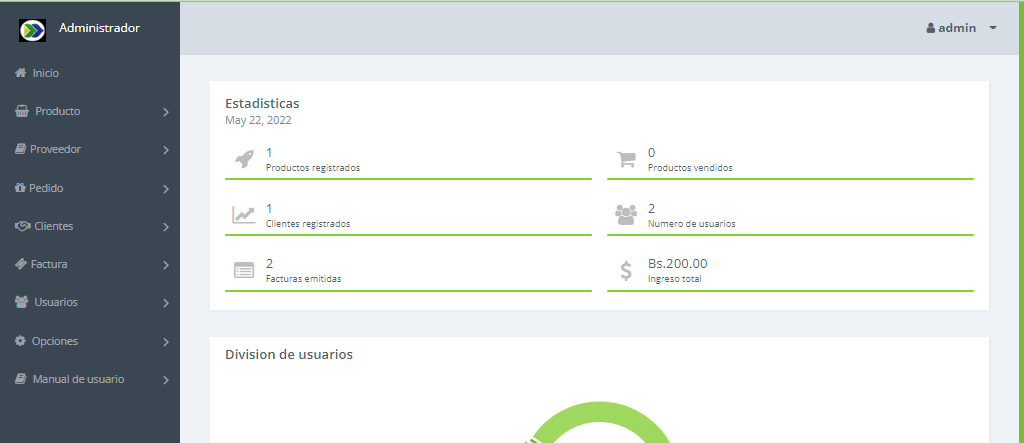 Administrador
admin
Inicio
Producto
Proveedor
Pedido
Clientes
Factura
Usuarios
Opciones
Manual de usuario
Estadisticas
May 22, 2022
1
Productos registrados
0
Productos vendidos
1
Clientes registrados
2
Numero de usuarios
2
Facturas emitidas
Bs.200.00
Ingreso total
Division de usuarios